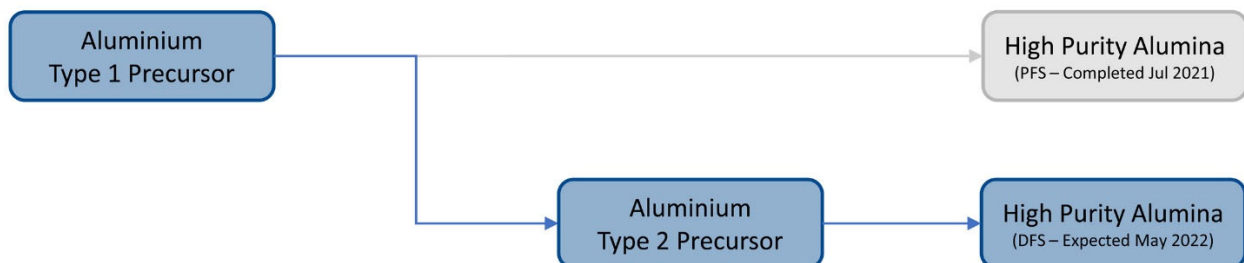 Aluminium
Type 1 Precursor
High Purity Alumina
(PFS – Completed Jul 2021)
Aluminium
Type 2 Precursor
High Purity Alumina
(DFS – Expected May 2022)